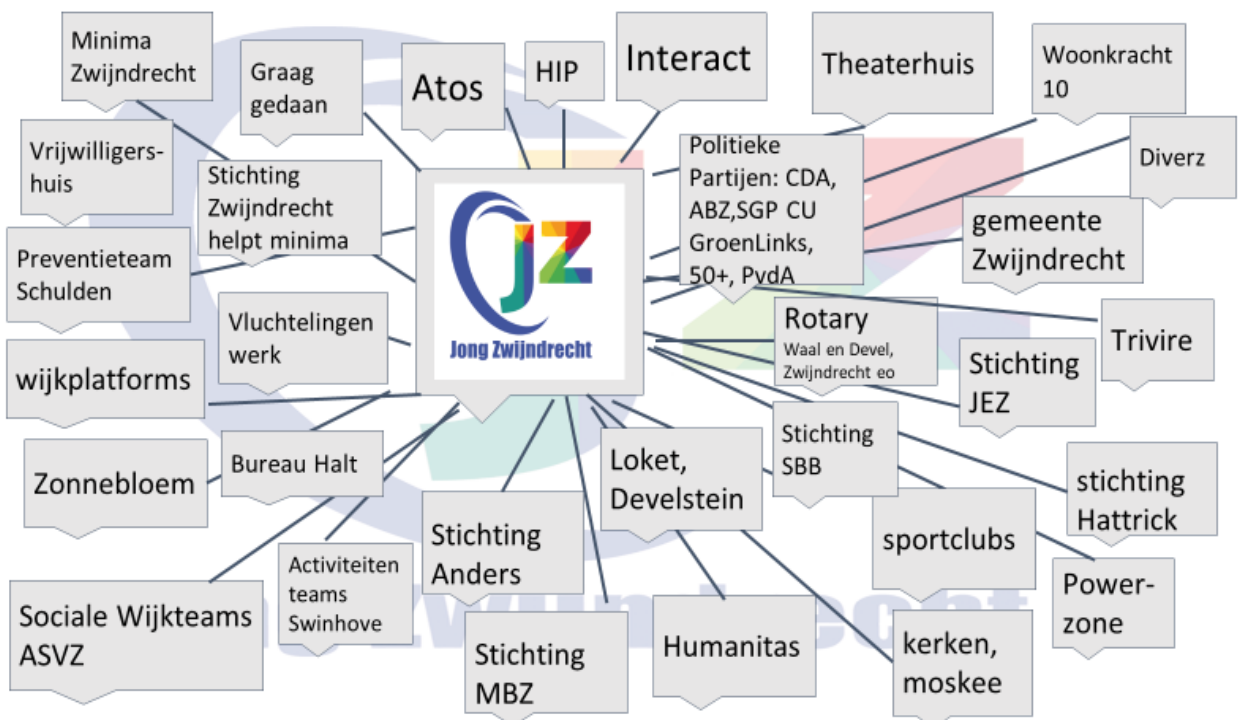 Minima
Zwijndrecht
Graag
gedaan
Atos
HIP
Interact
Theaterhuis
Woonkracht
10
Vrijwilligers-
huis
Stichting
Zwijndrecht
helpt minima
Politieke
Partijen: CDA,
ABZ,SGP CU
GroenLinks,
50+, PvdA
Diverz
gemeente
Zwijndrecht
Preventieteam
Schulden
JZ
Jong Zwijndrecht
Vluchtelingen
werk
Rotary
Waal en Devel,
Zwijndrecht eo
Trivire
wijkplatforms
Stichting
JEZ
Zonnebloem
Bureau Halt
Loket,
Develstein
Stichting
SBB
stichting
Hattrick
Stichting
Anders
sportclubs
Activiteiten
teams
Swinhove
Power-
zone
Sociale Wijkteams
ASVZ
Stichting
MBZ
Humanitas
kerken,
moskee